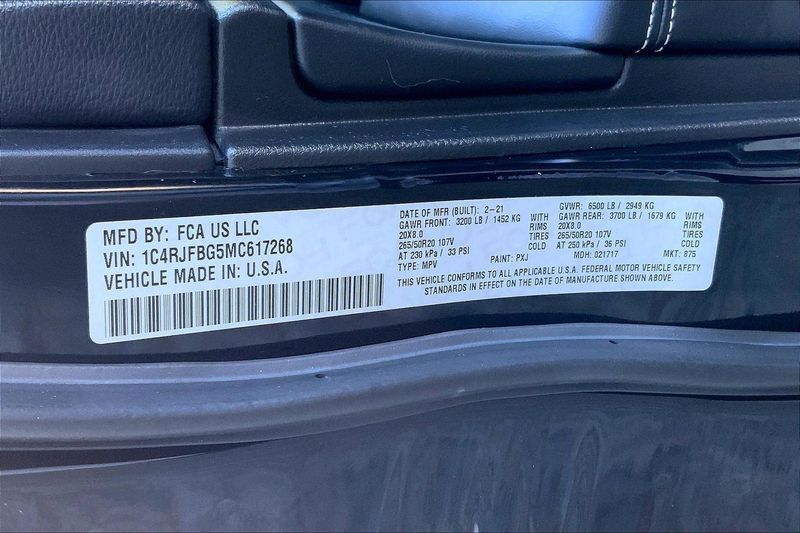 MFD BY: FCA US LLC
VIN: 1C4RJFBG5MC617268
VEHICLE MADE IN: U.S.A.
DATE OF MFR (BUILT): 2-21 GVWR: 6500 LB / 2949 KG
GAWR FRONT: 3200 LB / 1452 KG WITH GAWR REAR: 3700 LB / 1679 KG WITH
20X8.0 RIMS 20X8.0 RIMS
265/50R20 107V TIRES 265/50R20 107V TIRES
AT 230 kPa / 33 PSI COLD AT 250 kPa / 36 PSI COLD
TYPE: MPV PAINT: PXJ MDH: 021717 MKT: 875
THIS VEHICLE CONFORMS TO ALL APPLICABLE U.S.A. FEDERAL MOTOR VEHICLE SAFETY
STANDARDS IN EFFECT ON THE DATE OF MANUFACTURE SHOWN ABOVE.